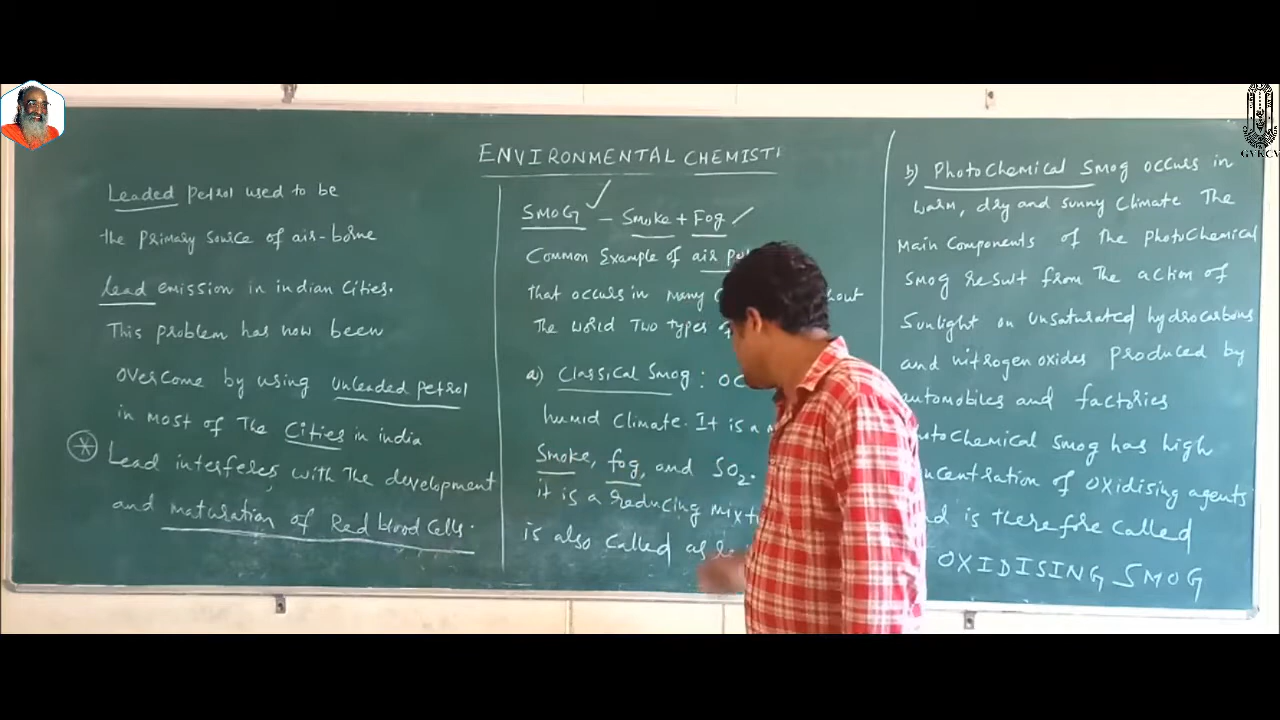 ENVIRONMENTAL CHEMIST
Leaded petrol used to be
the primary source of air-borne
lead emission in indian cities.
This problem has now been
overcome by using unleaded petrol
in most of the Cities in india
Lead interferes with the development
and maturation of Red blood cells.
SMOG - Smoke + Fog
Common Example of air
that occurs in many
The world Two types of
a) Classical Smog :
humid climate. It is a
Smoke, fog, and SO2.
it is a reducing
is also called as
b) PhotoChemical Smog occurs in
warm, dry and sunny climate The
main components of the photochemical
smog result from the action of
sunlight on unsaturated hydrocarbons
and nitrogen oxides produced by
automobiles and factories
smog has high
of oxidising agents
is therefore called
OXIDISING SMOG
GVRCV